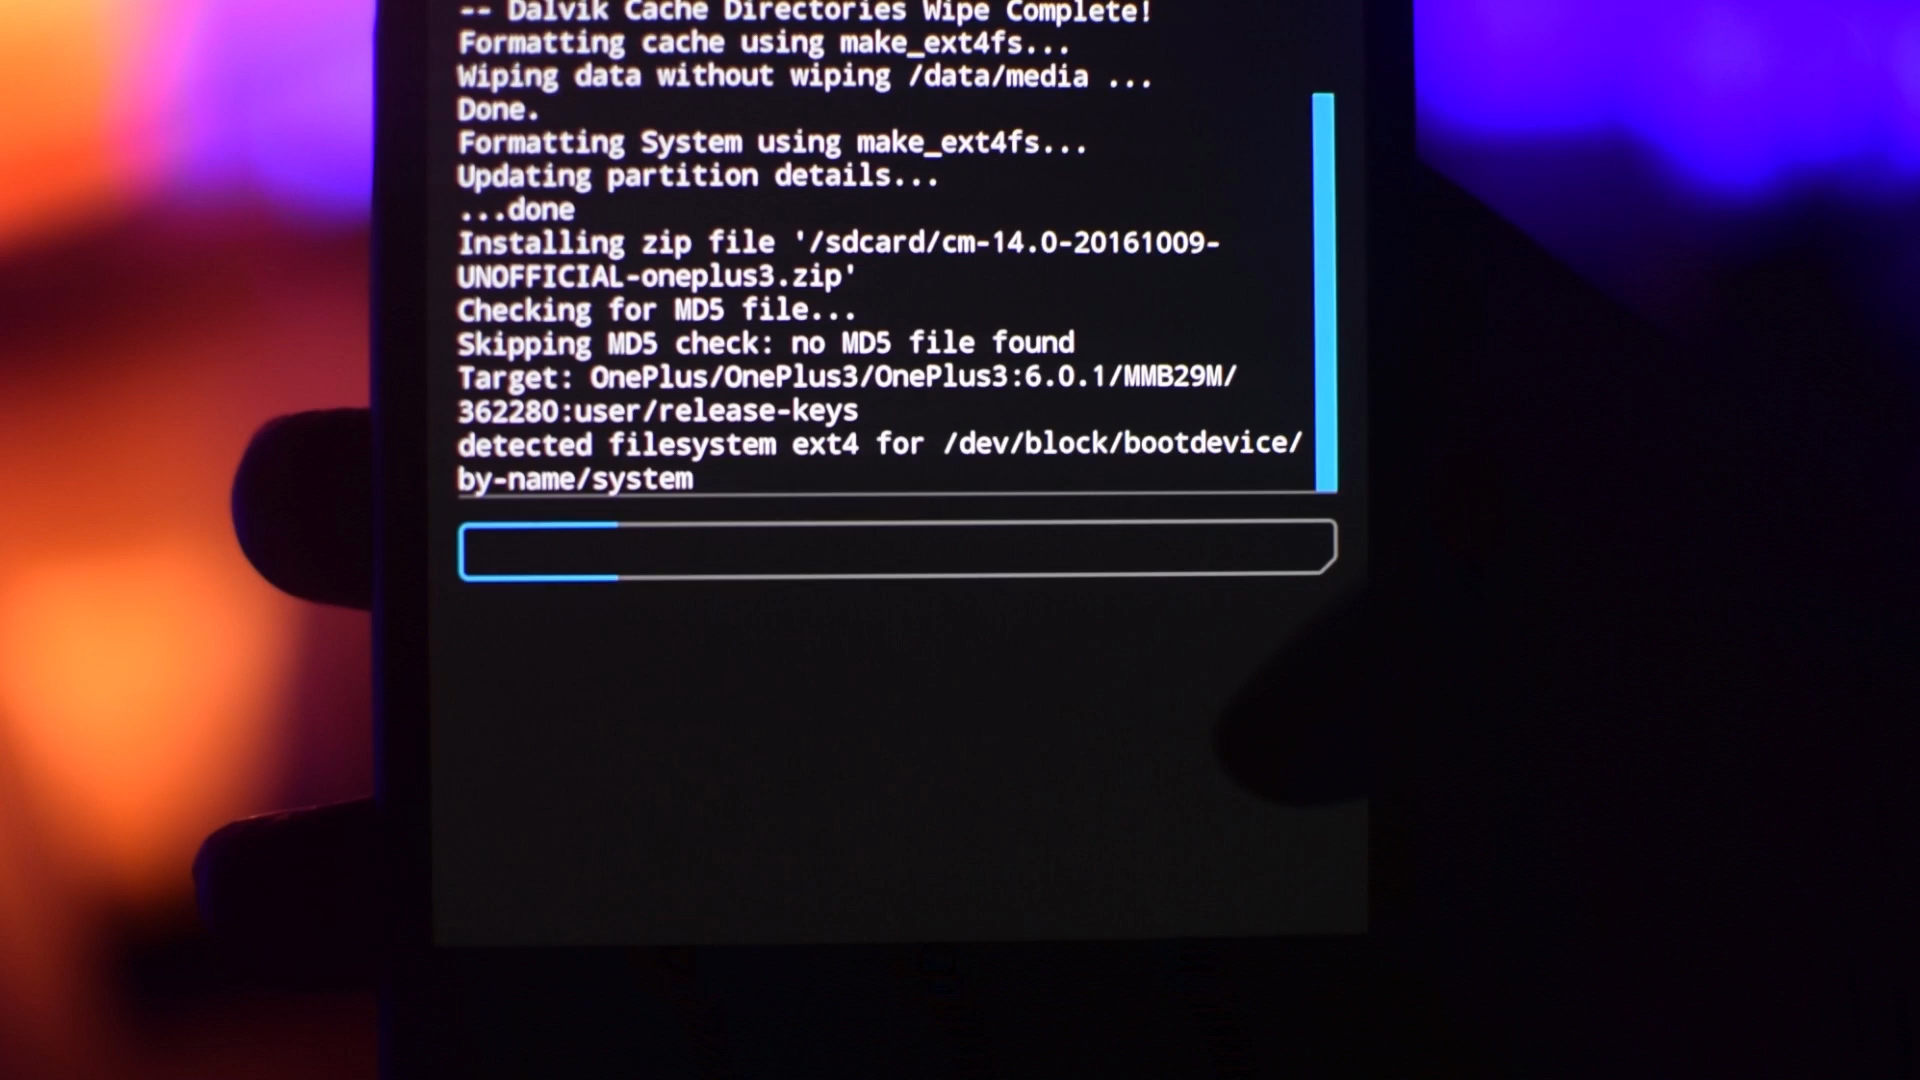 -- Dalvik Cache Directories Wipe Complete!
Formatting cache using make_ext4fs...
Wiping data without wiping /data/media ...
Done.
Formatting System using make_ext4fs...
Updating partition details...
...done
Installing zip file '/sdcard/cm-14.0-20161009-
UNOFFICIAL-oneplus3.zip'
Checking for MD5 file...
Skipping MD5 check: no MD5 file found
Target: OnePlus/OnePlus3/OnePlus3:6.0.1/MMB29M/
362280:user/release-keys
detected filesystem ext4 for /dev/block/bootdevice/
by-name/system